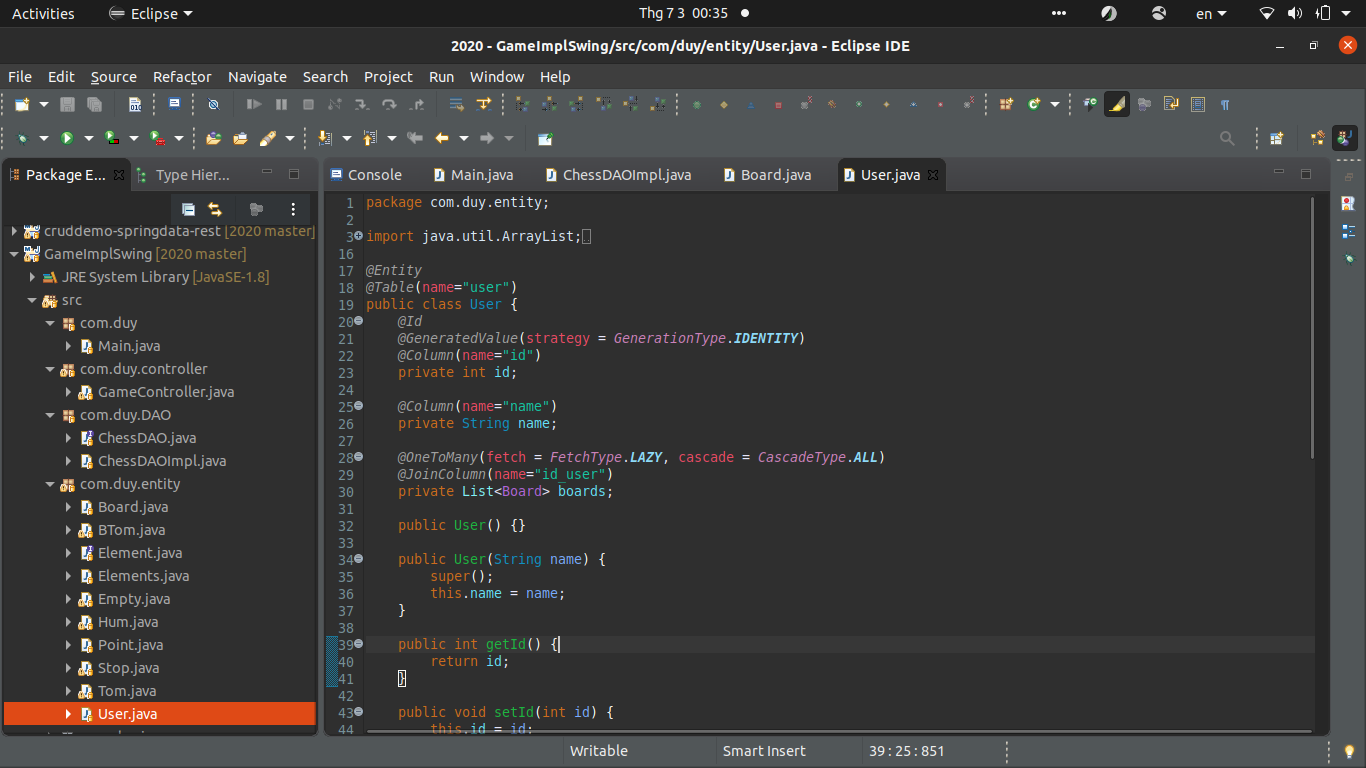 Activities
Eclipse
Thg 7 3 00:35
en
2020 - GameImplSwing/src/com/duy/entity/User.java - Eclipse IDE
File Edit Source Refactor Navigate Search Project Run Window Help
Package E...
Type Hier...
Console
Main.java
ChessDAOImpl.java
Board.java
User.java
cruddemo-springdata-rest [2020 master]
GameImplSwing [2020 master]
JRE System Library [JavaSE-1.8]
src
com.duy
Main.java
com.duy.controller
GameController.java
com.duy.DAO
ChessDAO.java
ChessDAOImpl.java
com.duy.entity
Board.java
BTom.java
Element.java
Elements.java
Empty.java
Hum.java
Point.java
Stop.java
Tom.java
User.java
1 package com.duy.entity;
2
3 import java.util.ArrayList;
16
17 @Entity
18 @Table(name="user")
19 public class User {
20 @Id
21 @GeneratedValue(strategy = GenerationType.IDENTITY)
22 @Column(name="id")
23 private int id;
24
25 @Column(name="name")
26 private String name;
27
28 @OneToMany(fetch = FetchType.LAZY, cascade = CascadeType.ALL)
29 @JoinColumn(name="id_user")
30 private List<Board> boards;
31
32 public User() {}
33
34 public User(String name) {
35 super();
36 this.name = name;
37 }
38
39 public int getId() {
40 return id;
41 }
42
43 public void setId(int id) {
44 this.id = id;
Writable
Smart Insert
39 : 25 : 851